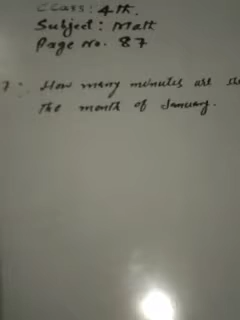 Class: 4th.
Subject: Math
Page No. 87
7: How many minutes are
the month of January.